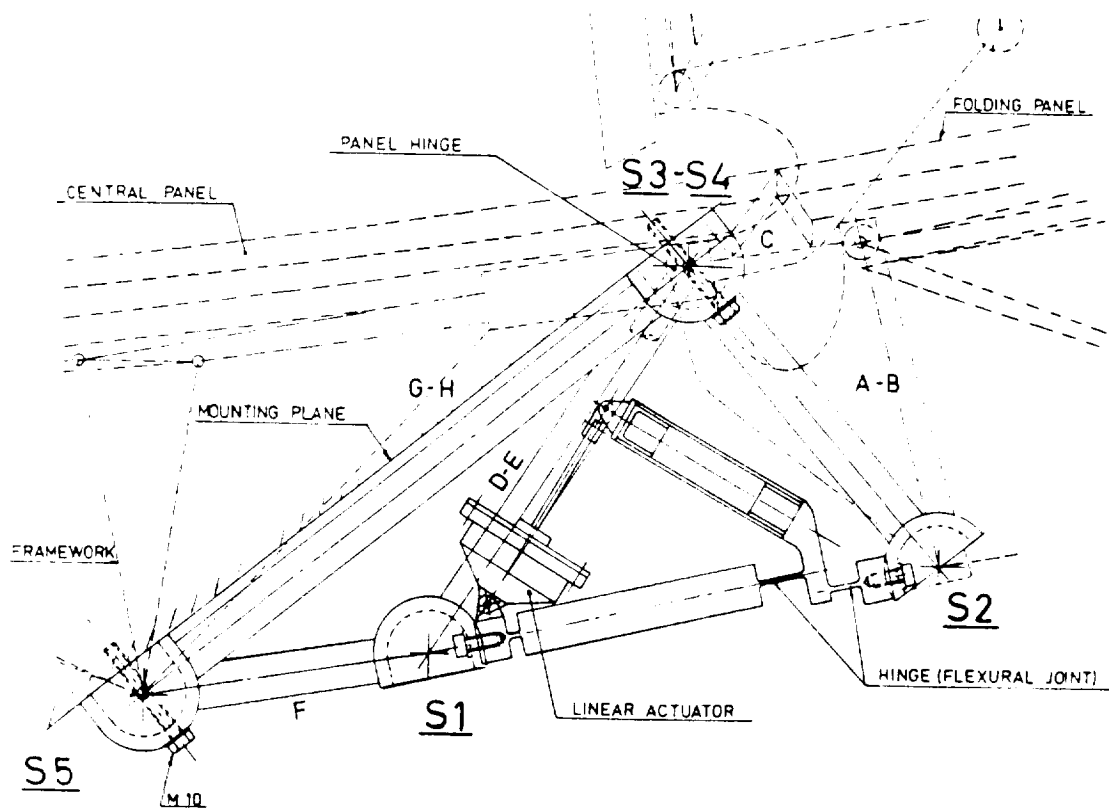 FOLDING PANEL
PANEL HINGE
S3-S4
CENTRAL PANEL
C
G-H
A-B
MOUNTING PLANE
D-E
FRAMEWORK
S2
HINGE (FLEXURAL JOINT)
F
S1
LINEAR ACTUATOR
S5
M 10